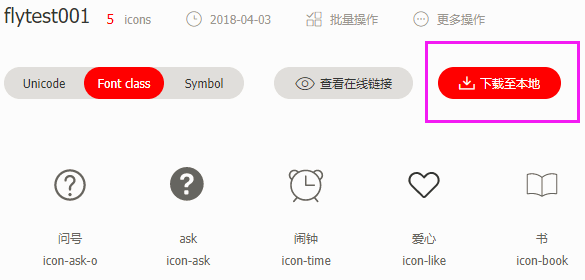 flytest001 5 icons 2018-04-03 批量操作 更多操作
Unicode Font class Symbol 查看在线链接 下载至本地
问号 ask 闹钟 爱心 书
icon-ask-o icon-ask icon-time icon-like icon-book